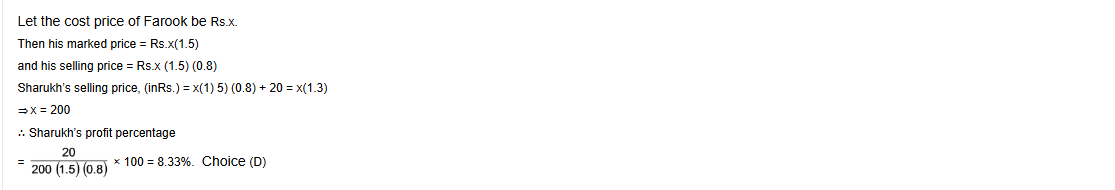 Let the cost price of Farook be Rs.x.
Then his marked price = Rs.x(1.5)
and his selling price = Rs.x (1.5) (0.8)
Sharukh's selling price, (inRs.) = x(1) 5) (0.8) + 20 = x(1.3)
⇒x = 200
∴ Sharukh's profit percentage
= 20 / 200 (1.5) (0.8) × 100 = 8.33%. Choice (D)